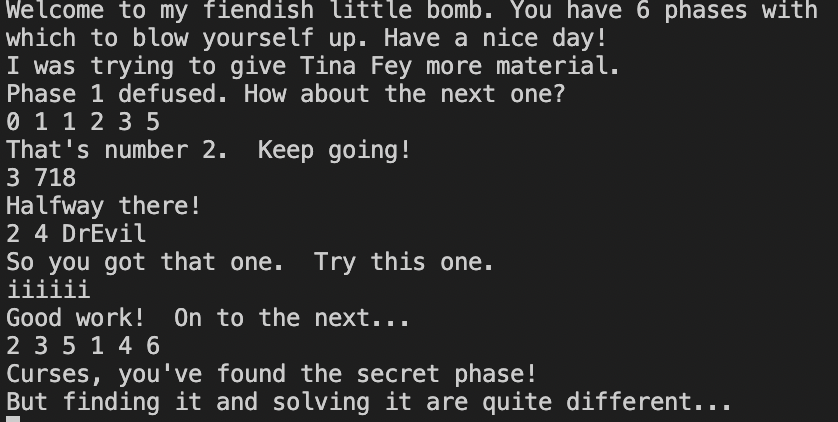 Welcome to my fiendish little bomb. You have 6 phases with
which to blow yourself up. Have a nice day!
I was trying to give Tina Fey more material.
Phase 1 defused. How about the next one?
0 1 1 2 3 5
That's number 2.  Keep going!
3 718
Halfway there!
2 4 DrEvil
So you got that one.  Try this one.
iiiiii
Good work!  On to the next...
2 3 5 1 4 6
Curses, you've found the secret phase!
But finding it and solving it are quite different...